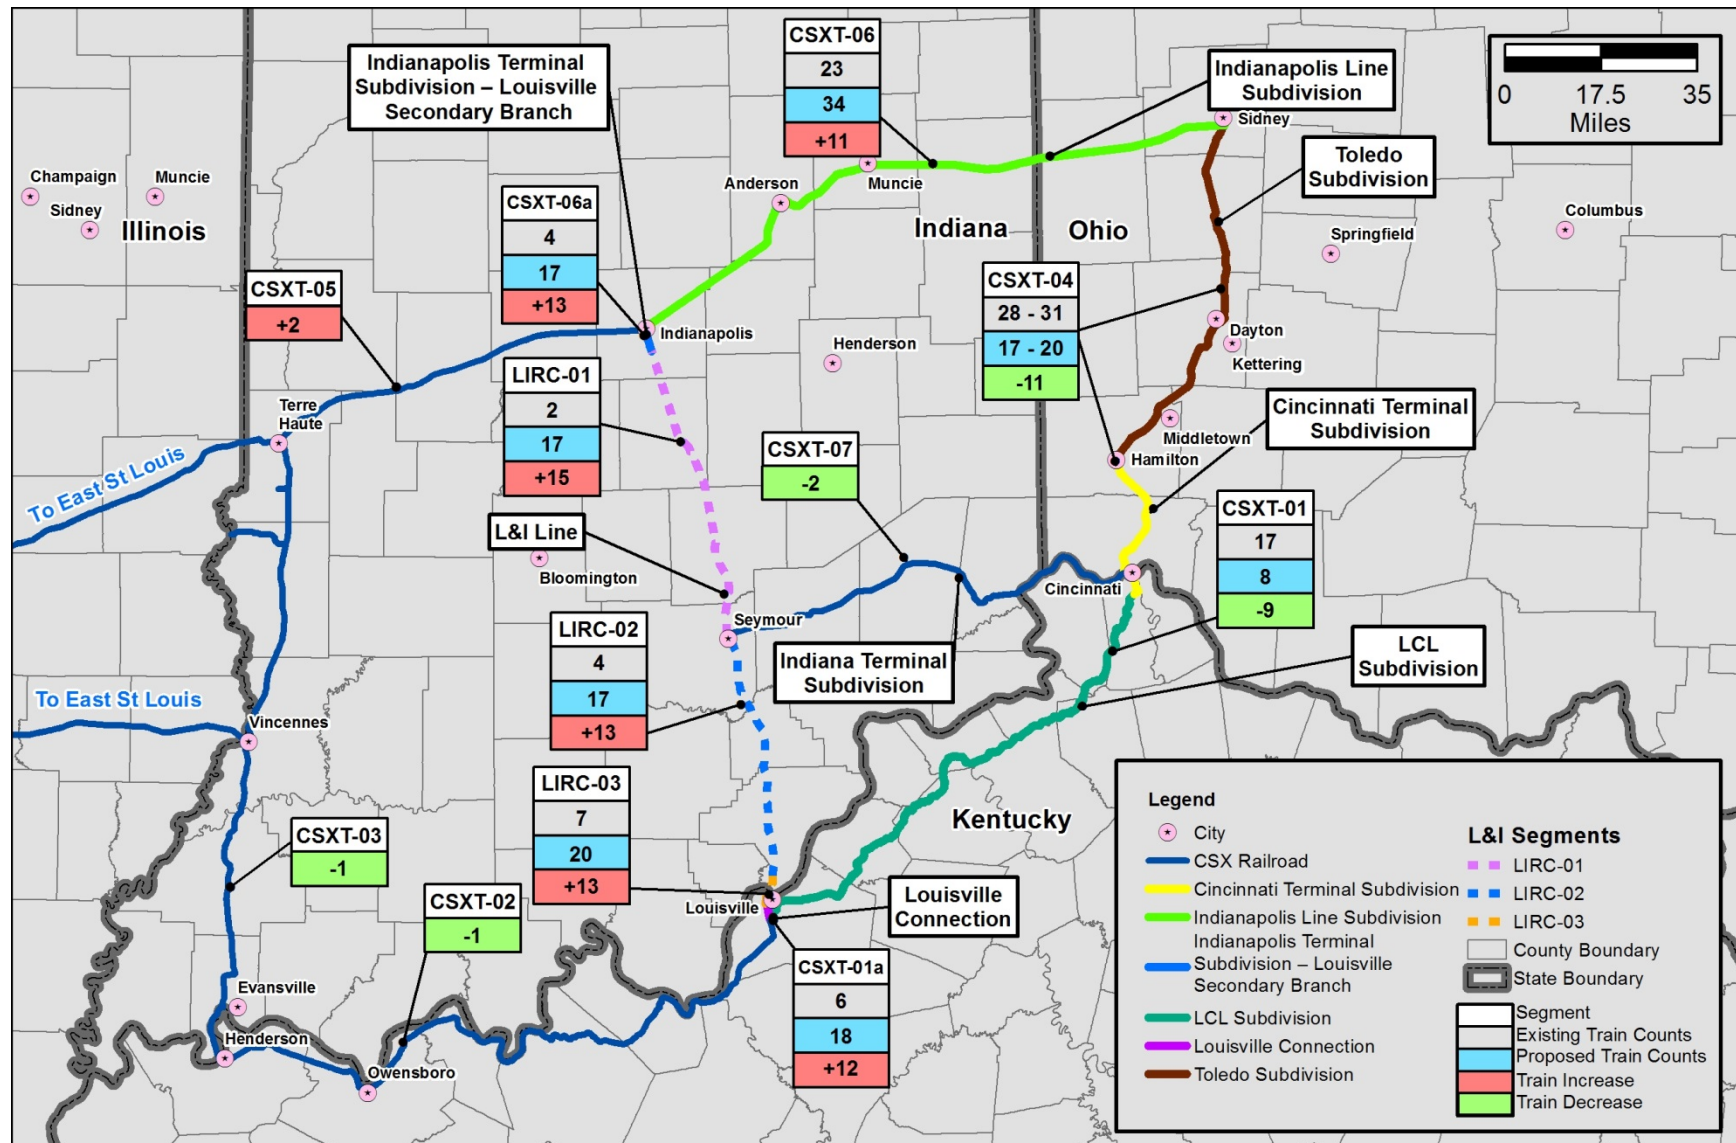 CSXT-06
23
34
+11
Indianapolis Terminal
Subdivision – Louisville
Secondary Branch
Indianapolis Line
Subdivision
0 17.5 35
Miles
Sidney
Toledo
Subdivision
Champaign
Muncie
Sidney
Illinois
CSXT-06a
4
17
+13
Anderson
Muncie
Indiana
Ohio
Columbus
Springfield
CSXT-05
+2
CSXT-04
28 - 31
17 - 20
-11
Indianapolis
Henderson
Dayton
Kettering
LIRC-01
2
17
+15
Terre
Haute
Cincinnati Terminal
Subdivision
Middletown
Hamilton
CSXT-07
-2
To East St Louis
L&I Line
Bloomington
CSXT-01
17
8
-9
Cincinnati
Seymour
LIRC-02
4
17
+13
Indiana Terminal
Subdivision
LCL
Subdivision
To East St Louis
Vincennes
LIRC-03
7
20
+13
Kentucky
CSXT-03
-1
CSXT-02
-1
Louisville
Louisville
Connection
CSXT-01a
6
18
+12
Evansville
Henderson
Owensboro
Legend
City
CSX Railroad
Cincinnati Terminal Subdivision
Indianapolis Line Subdivision
Indianapolis Terminal
Subdivision – Louisville
Secondary Branch
LCL Subdivision
Louisville Connection
Toledo Subdivision
L&I Segments
LIRC-01
LIRC-02
LIRC-03
County Boundary
State Boundary
Segment
Existing Train Counts
Proposed Train Counts
Train Increase
Train Decrease